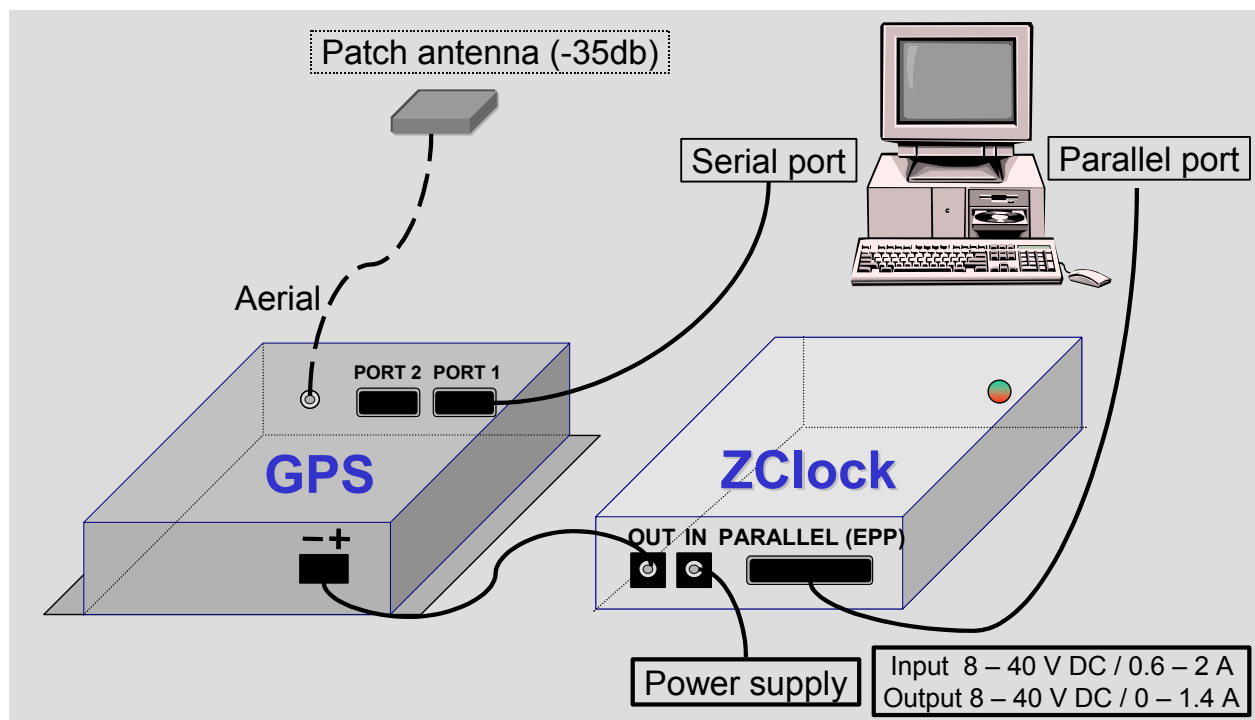 Patch antenna (-35db)
Serial port
Parallel port
Aerial
PORT 2 PORT 1
GPS
ZClock
– +
OUT IN PARALLEL (EPP)
Power supply
Input 8 – 40 V DC / 0.6 – 2 A
Output 8 – 40 V DC / 0 – 1.4 A